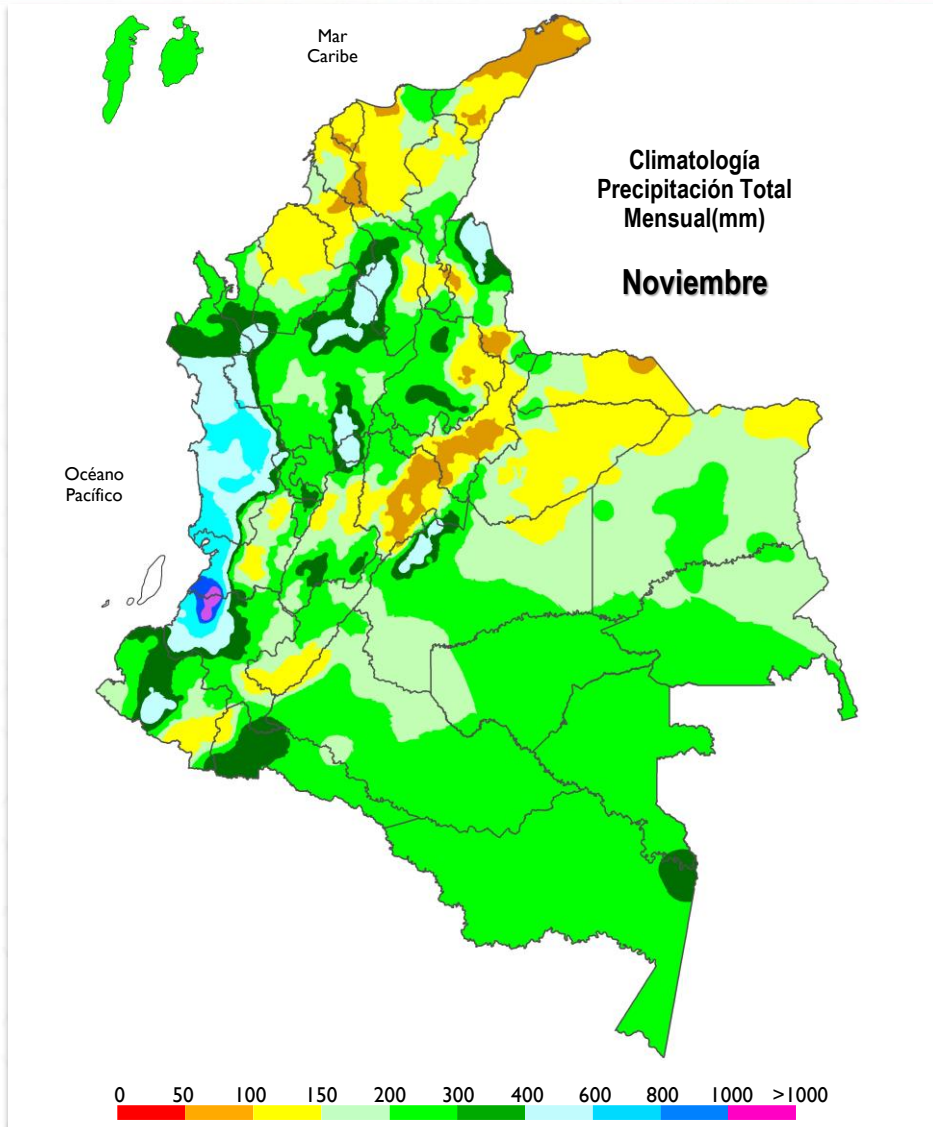 Mar
Caribe
Climatología
Precipitación Total
Mensual(mm)
Noviembre
Océano
Pacífico
0 50 100 150 200 300 400 600 800 1000 >1000